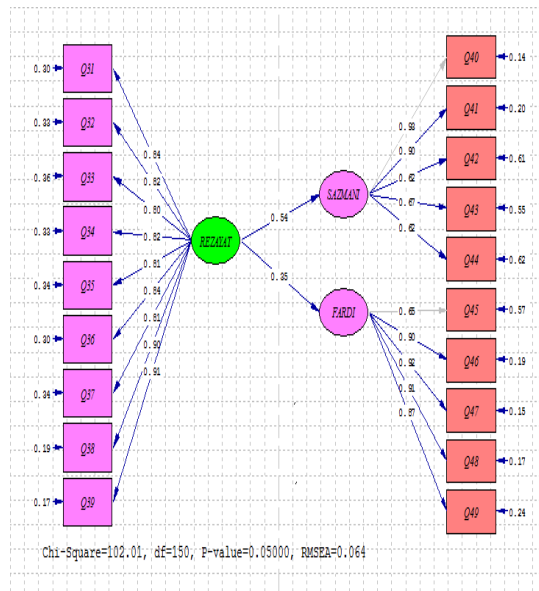 0.30 Q31
0.33 Q32
0.36 Q33
0.33 Q34
0.34 Q35
0.30 Q36
0.34 Q37
0.19 Q38
0.17 Q39
0.84
0.82
0.80
0.82
0.81
0.84
0.81
0.90
0.91
REZAYAT
0.54
0.35
SAZMANI
FARDI
0.93
0.90
0.62
0.67
0.62
0.65
0.90
0.92
0.91
0.87
Q40 0.14
Q41 0.20
Q42 0.61
Q43 0.55
Q44 0.62
Q45 0.57
Q46 0.19
Q47 0.15
Q48 0.17
Q49 0.24
Chi-Square=102.01, df=150, P-value=0.05000, RMSEA=0.064